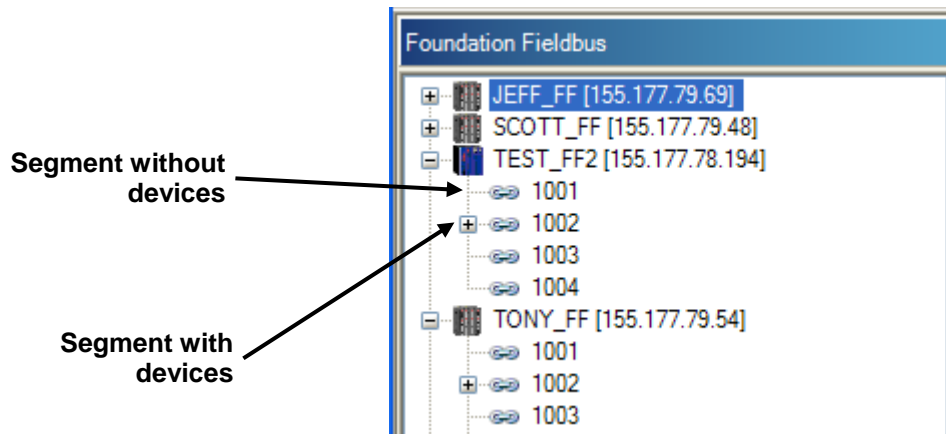 Foundation Fieldbus
JEFF_FF [155.177.79.69]
SCOTT_FF [155.177.79.48]
TEST_FF2 [155.177.78.194]
1001
1002
1003
1004
TONY_FF [155.177.79.54]
1001
1002
1003
Segment without
devices
Segment with
devices